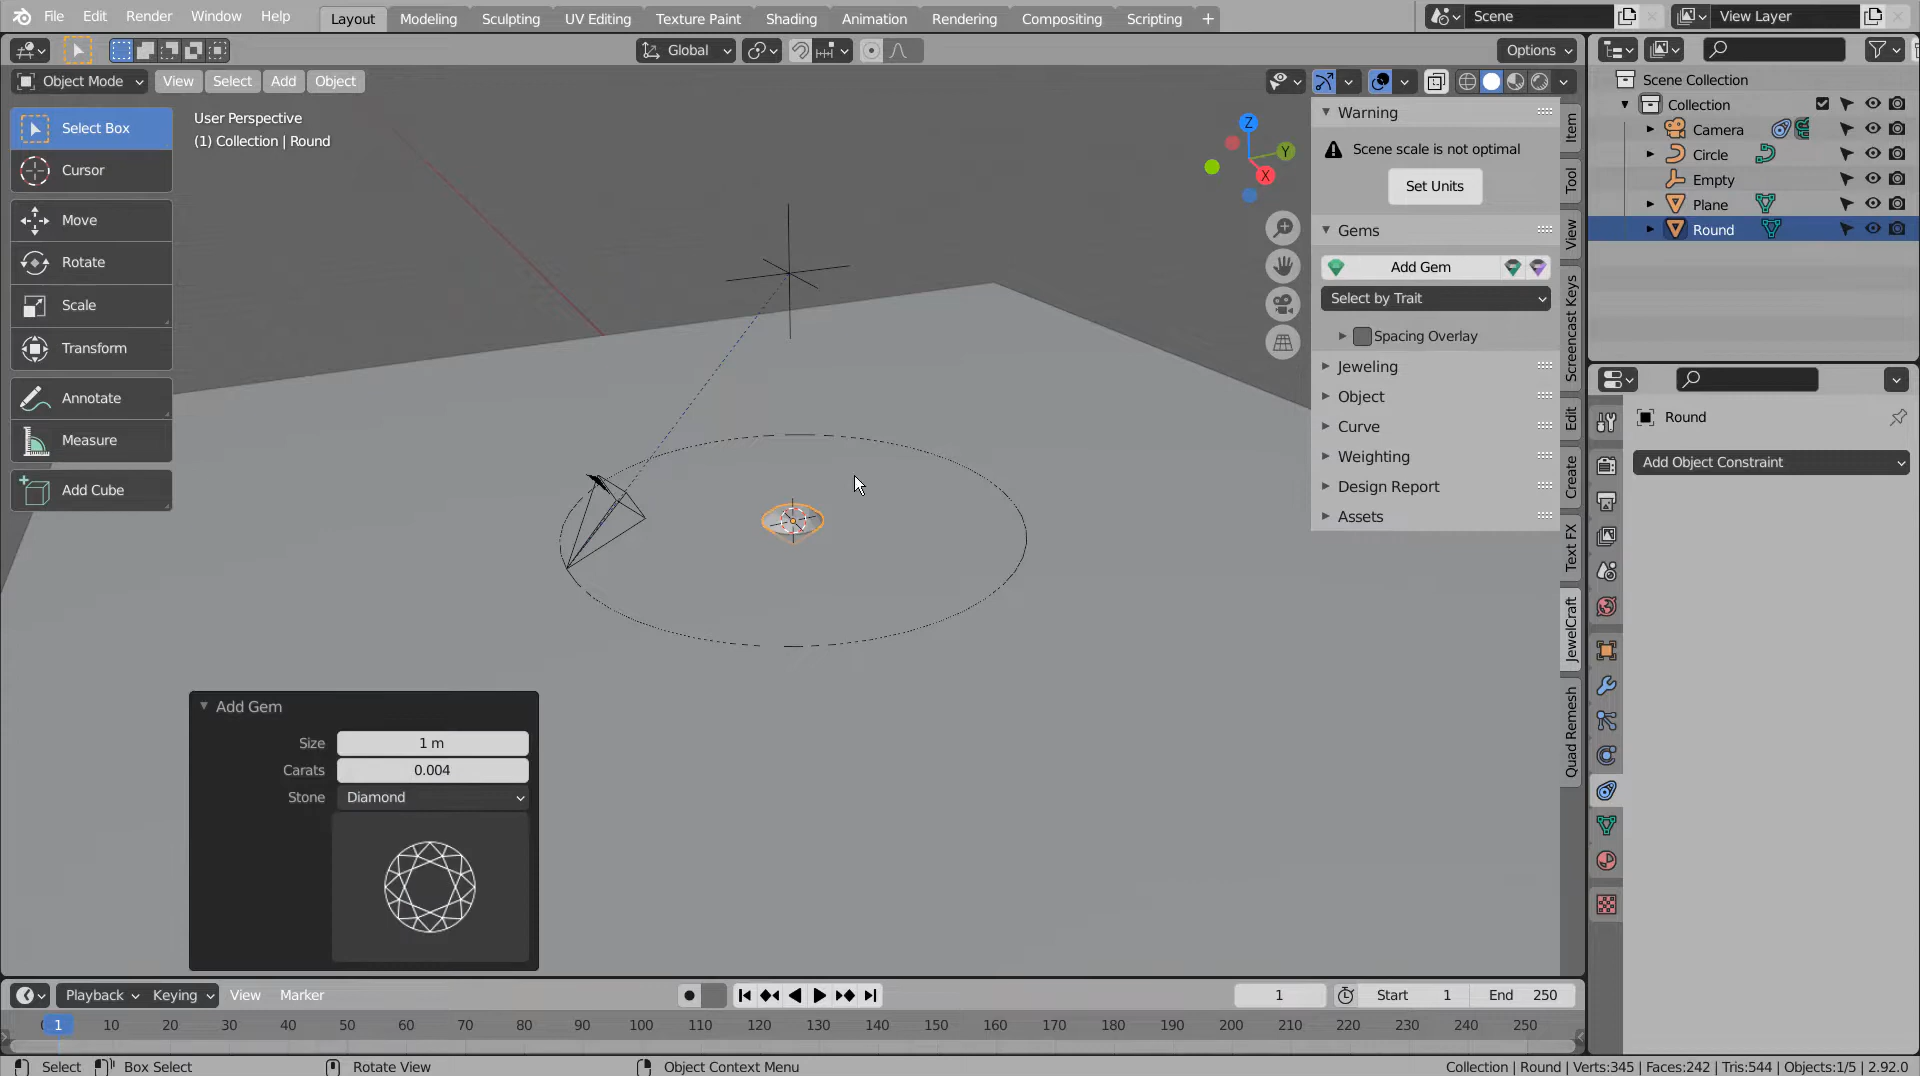 File Edit Render Window Help
Layout Modeling Sculpting UV Editing Texture Paint Shading Animation Rendering Compositing Scripting +
Scene
View Layer
Global
Options
Object Mode View Select Add Object
Select Box
Cursor
Move
Rotate
Scale
Transform
Annotate
Measure
Add Cube
User Perspective
(1) Collection | Round
Z
Y
X
Warning
Scene scale is not optimal
Set Units
Gems
Add Gem
Select by Trait
Spacing Overlay
Jeweling
Object
Curve
Weighting
Design Report
Assets
Item
Tool
View
Screencast Keys
Edit
Create
Text FX
JewelCraft
Quad Remesh
Scene Collection
Collection
Camera
Circle
Empty
Plane
Round
Round
Add Object Constraint
Add Gem
Size 1 m
Carats 0.004
Stone Diamond
Playback Keying View Marker
1 Start 1 End 250
0 1 10 20 30 40 50 60 70 80 90 100 110 120 130 140 150 160 170 180 190 200 210 220 230 240 250
Select Box Select Rotate View Object Context Menu
Collection | Round | Verts:345 | Faces:242 | Tris:544 | Objects:1/5 | 2.92.0